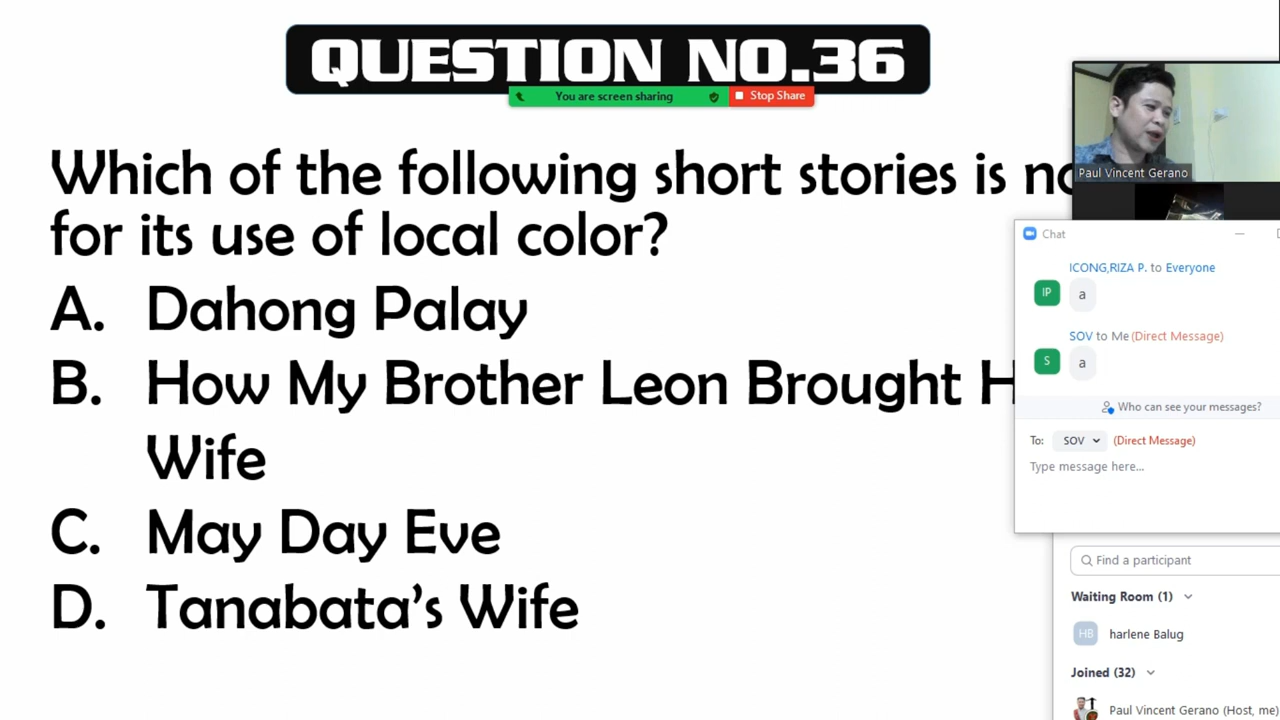 QUESTION NO.36
You are screen sharing
Stop Share
Which of the following short stories is
for its use of local color?
A. Dahong Palay
B. How My Brother Leon Brought
Wife
C. May Day Eve
D. Tanabata's Wife
Paul Vincent Gerano
Chat
ICONG,RIZA P. to Everyone
IP
a
SOV to Me (Direct Message)
S
a
Who can see your messages?
To: SOV (Direct Message)
Type message here...
Find a participant
Waiting Room (1)
HB harlene Balug
Joined (32)
Paul Vincent Gerano (Host, me)